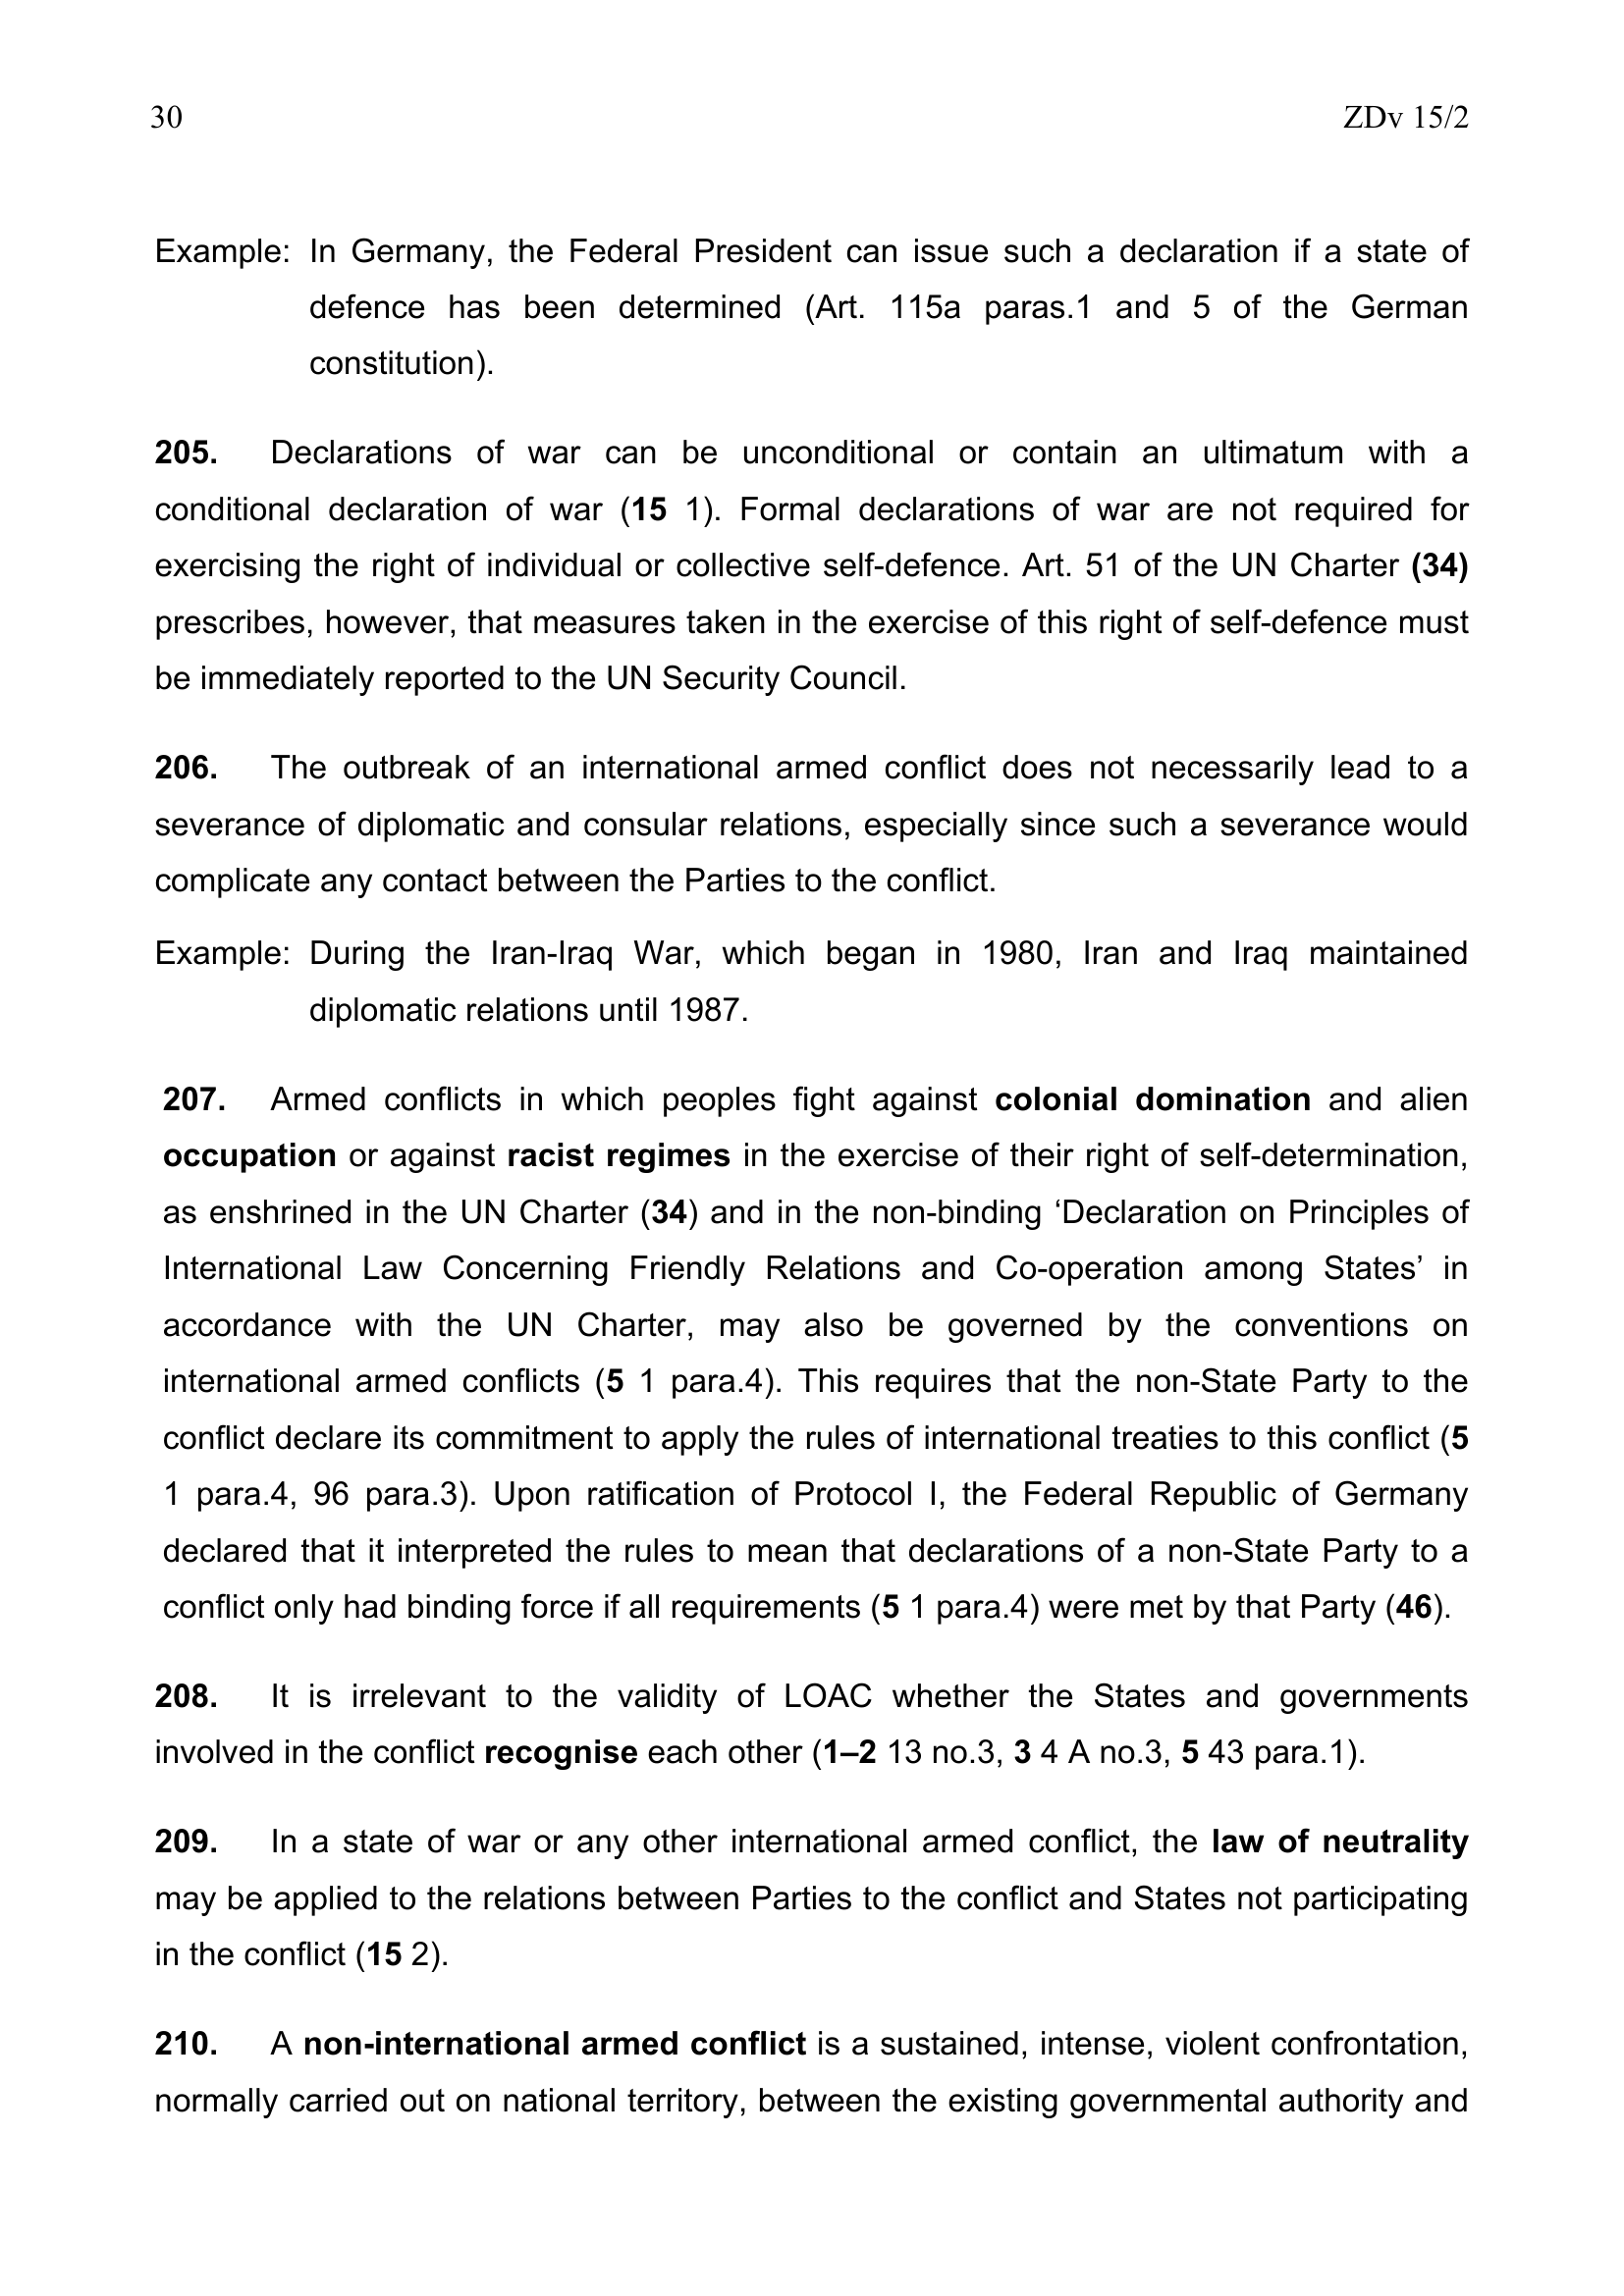 30 ZDv 15/2
Example: In Germany, the Federal President can issue such a declaration if a state of
defence has been determined (Art. 115a paras.1 and 5 of the German
constitution).
205. Declarations of war can be unconditional or contain an ultimatum with a
conditional declaration of war (15 1). Formal declarations of war are not required for
exercising the right of individual or collective self-defence. Art. 51 of the UN Charter (34)
prescribes, however, that measures taken in the exercise of this right of self-defence must
be immediately reported to the UN Security Council.
206. The outbreak of an international armed conflict does not necessarily lead to a
severance of diplomatic and consular relations, especially since such a severance would
complicate any contact between the Parties to the conflict.
Example: During the Iran-Iraq War, which began in 1980, Iran and Iraq maintained
diplomatic relations until 1987.
207. Armed conflicts in which peoples fight against colonial domination and alien
occupation or against racist regimes in the exercise of their right of self-determination,
as enshrined in the UN Charter (34) and in the non-binding ‘Declaration on Principles of
International Law Concerning Friendly Relations and Co-operation among States’ in
accordance with the UN Charter, may also be governed by the conventions on
international armed conflicts (5 1 para.4). This requires that the non-State Party to the
conflict declare its commitment to apply the rules of international treaties to this conflict (5
1 para.4, 96 para.3). Upon ratification of Protocol I, the Federal Republic of Germany
declared that it interpreted the rules to mean that declarations of a non-State Party to a
conflict only had binding force if all requirements (5 1 para.4) were met by that Party (46).
208. It is irrelevant to the validity of LOAC whether the States and governments
involved in the conflict recognise each other (1–2 13 no.3, 3 4 A no.3, 5 43 para.1).
209. In a state of war or any other international armed conflict, the law of neutrality
may be applied to the relations between Parties to the conflict and States not participating
in the conflict (15 2).
210. A non-international armed conflict is a sustained, intense, violent confrontation,
normally carried out on national territory, between the existing governmental authority and